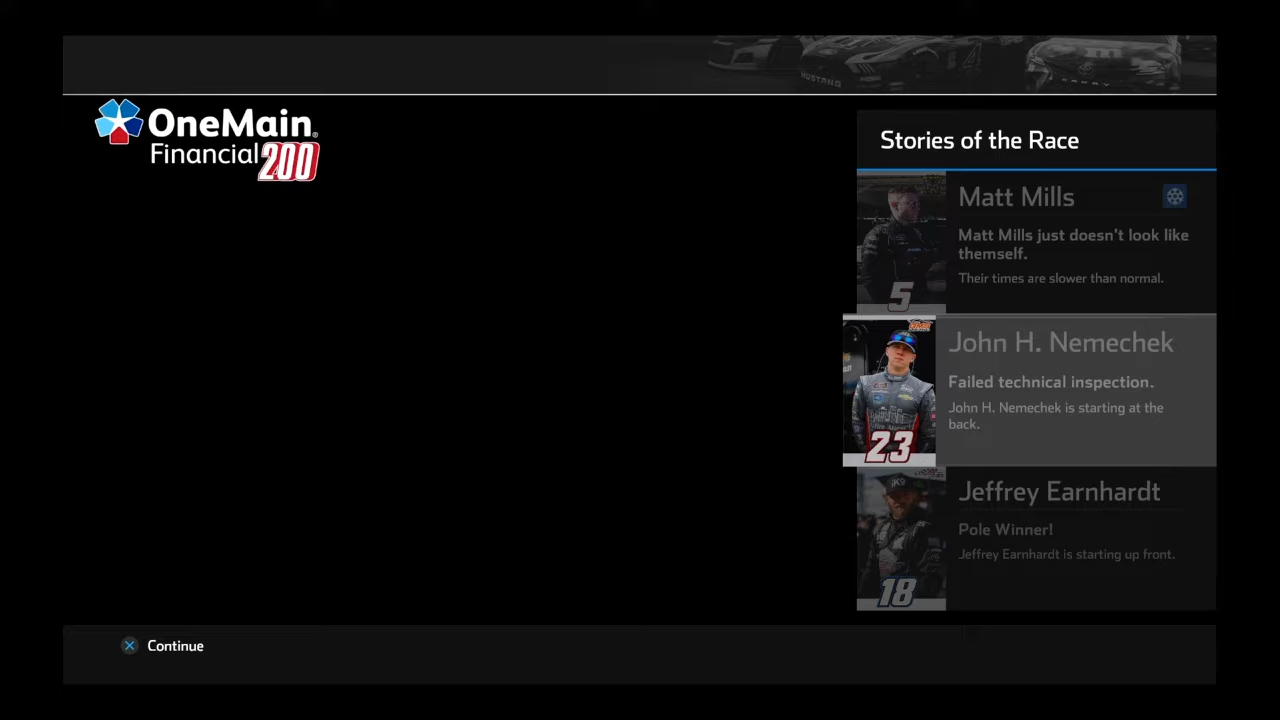 OneMain
Financial 200
Stories of the Race
Matt Mills
Matt Mills just doesn't look like
themself.
Their times are slower than normal.
5
John H. Nemechek
Failed technical inspection.
John H. Nemechek is starting at the
back.
23
Jeffrey Earnhardt
Pole Winner!
Jeffrey Earnhardt is starting up front.
18
MUSTANG
Continue